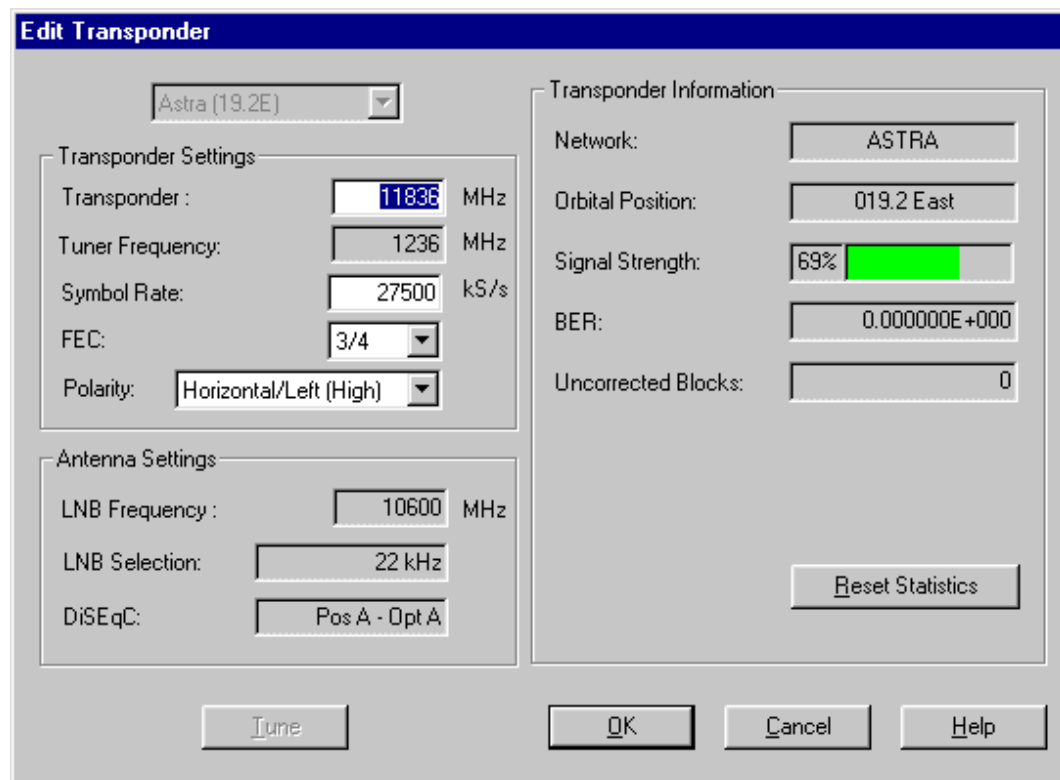 Edit Transponder
Astra (19.2E)
Transponder Settings
Transponder : 11836 MHz
Tuner Frequency: 1236 MHz
Symbol Rate: 27500 kS/s
FEC: 3/4
Polarity: Horizontal/Left (High)
Antenna Settings
LNB Frequency : 10600 MHz
LNB Selection: 22 kHz
DiSEqC: Pos A - Opt A
Transponder Information
Network: ASTRA
Orbital Position: 019.2 East
Signal Strength: 69%
BER: 0.000000E+000
Uncorrected Blocks: 0
Reset Statistics
Tune OK Cancel Help